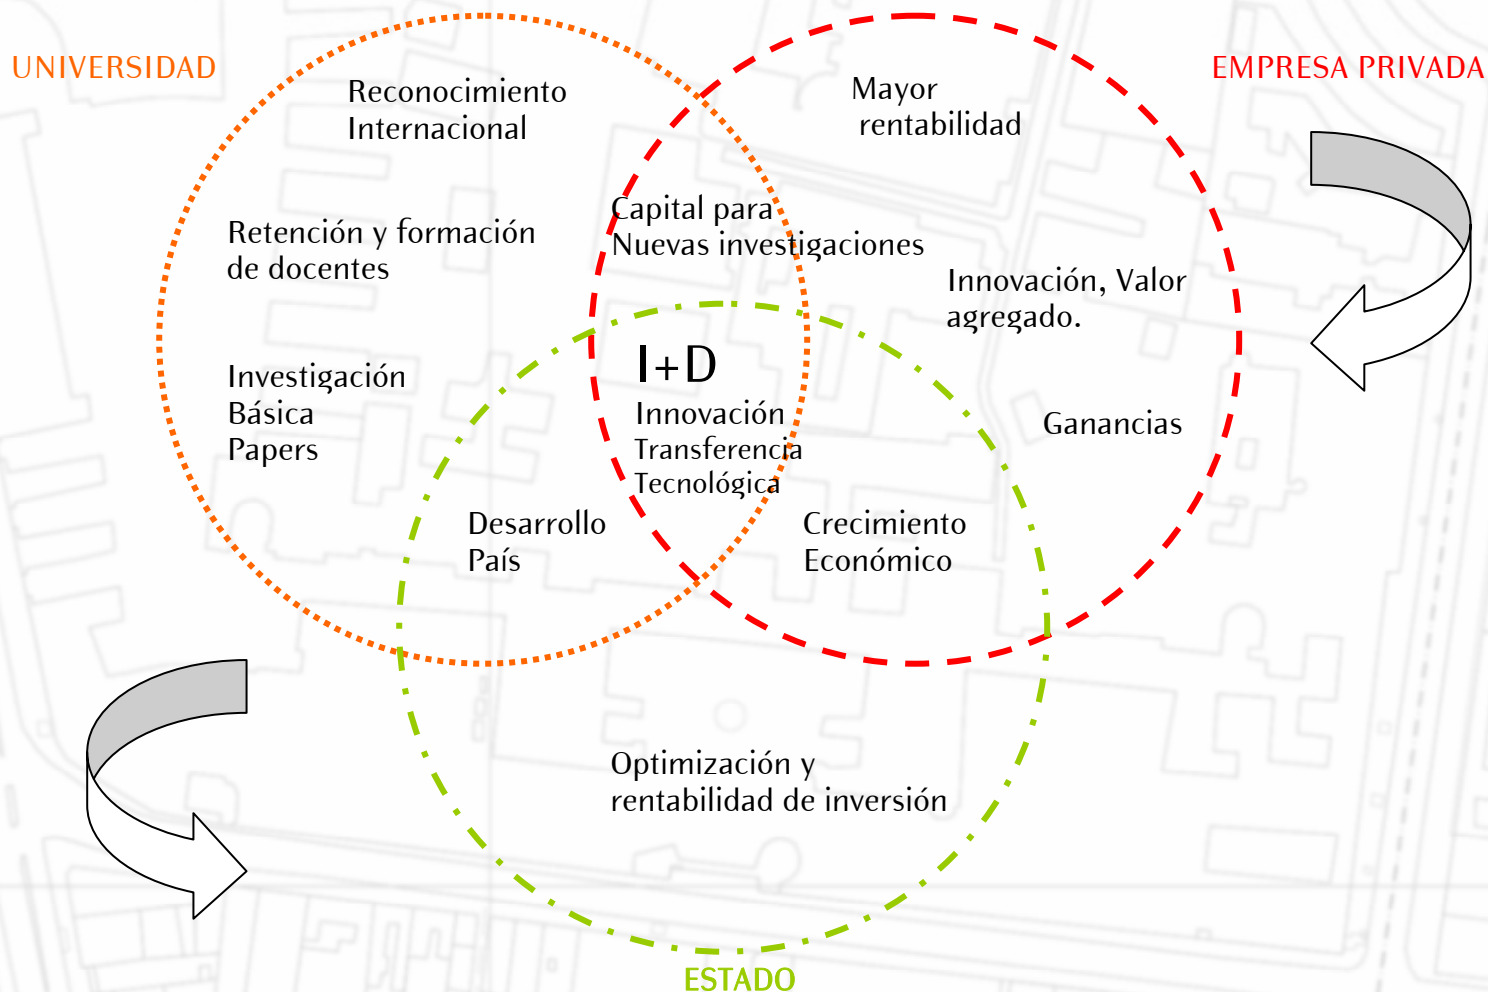 UNIVERSIDAD
EMPRESA PRIVADA
Reconocimiento
Internacional
Mayor
rentabilidad
Capital para
Nuevas investigaciones
Retención y formación
de docentes
Innovación, Valor
agregado.
I+D
Innovación
Transferencia
Tecnológica
Investigación
Básica
Papers
Ganancias
Desarrollo
País
Crecimiento
Económico
Optimización y
rentabilidad de inversión
ESTADO